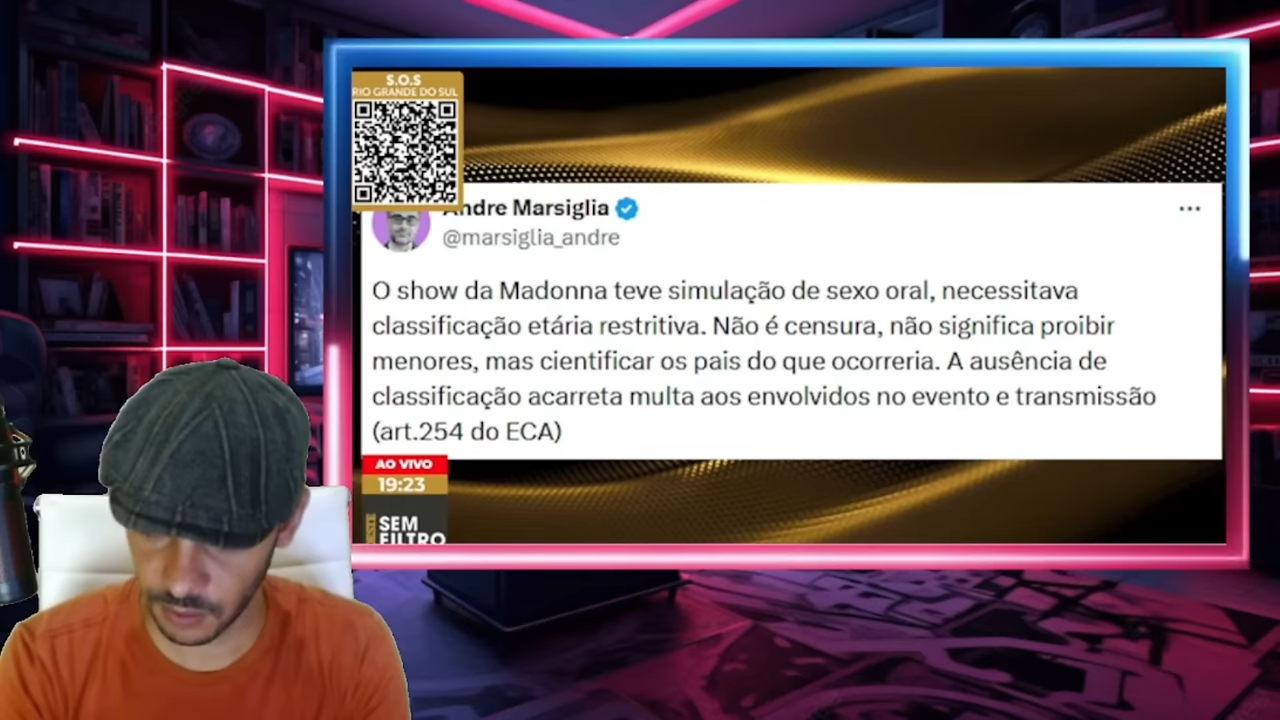 S.O.S
RIO GRANDE DO SUL
Andre Marsiglia
@marsiglia_andre
O show da Madonna teve simulação de sexo oral, necessitava
classificação etária restritiva. Não é censura, não significa proibir
menores, mas cientificar os pais do que ocorreria. A ausência de
classificação acarreta multa aos envolvidos no evento e transmissão
(art.254 do ECA)
AO VIVO
19:23
SEM
FILTRO